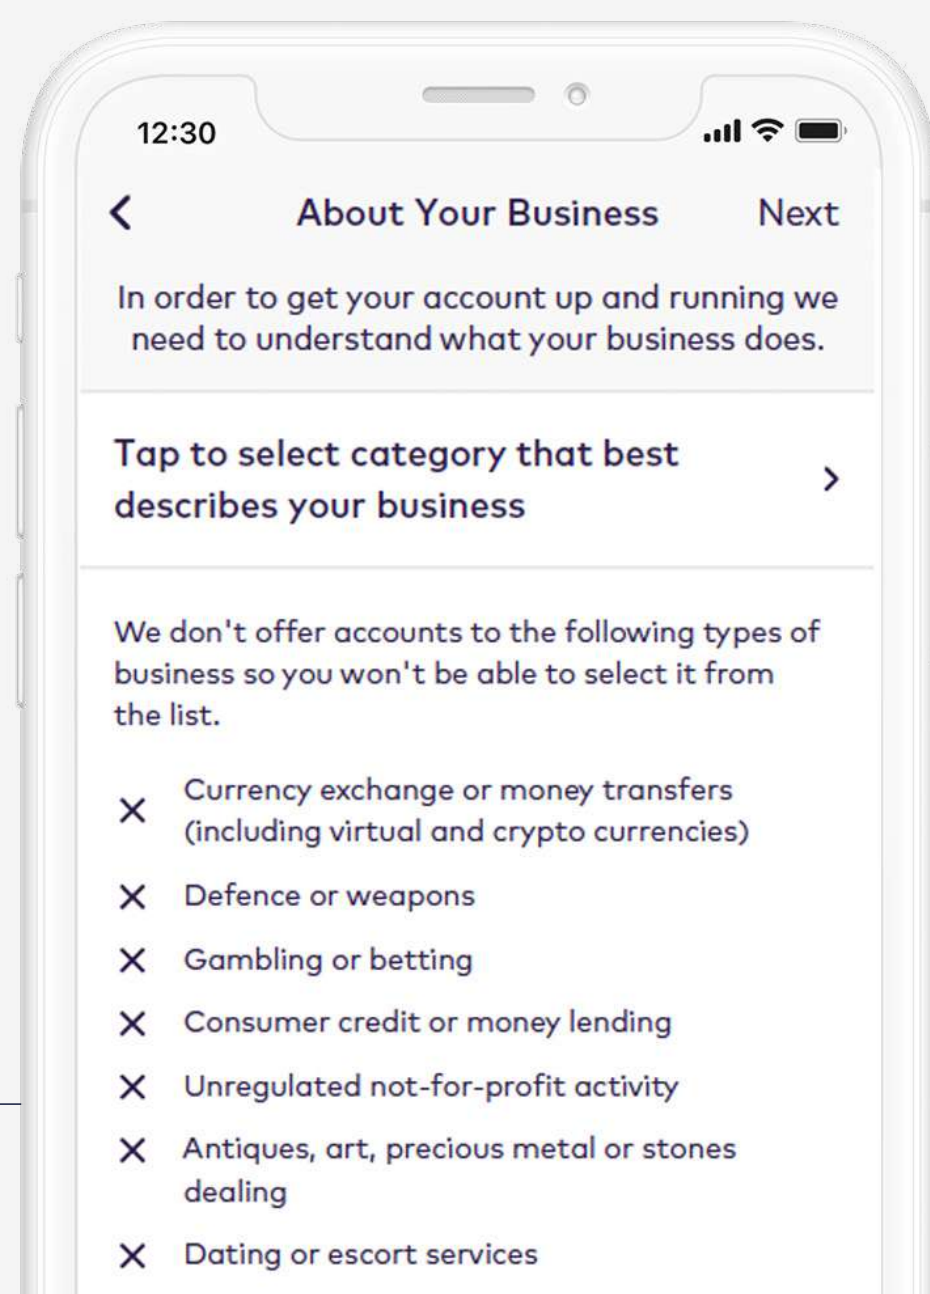 12:30
About Your Business
Next
In order to get your account up and running we
need to understand what your business does.
Tap to select category that best
describes your business
We don't offer accounts to the following types of
business so you won't be able to select it from
the list.
Currency exchange or money transfers
(including virtual and crypto currencies)
Defence or weapons
Gambling or betting
Consumer credit or money lending
Unregulated not-for-profit activity
Antiques, art, precious metal or stones
dealing
Dating or escort services